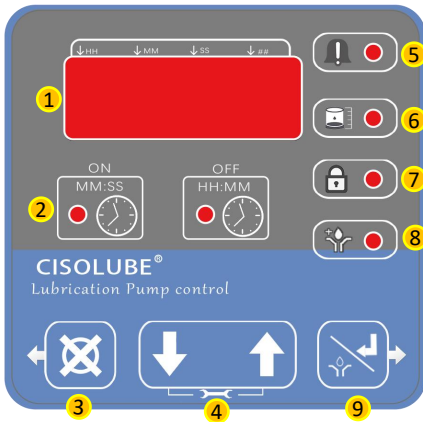 ↓HH ↓MM ↓SS ↓##
1
5
6
ON OFF
MM:SS HH:MM
2
7
8
CISOLUBE®
Lubrication Pump control
3
4
9